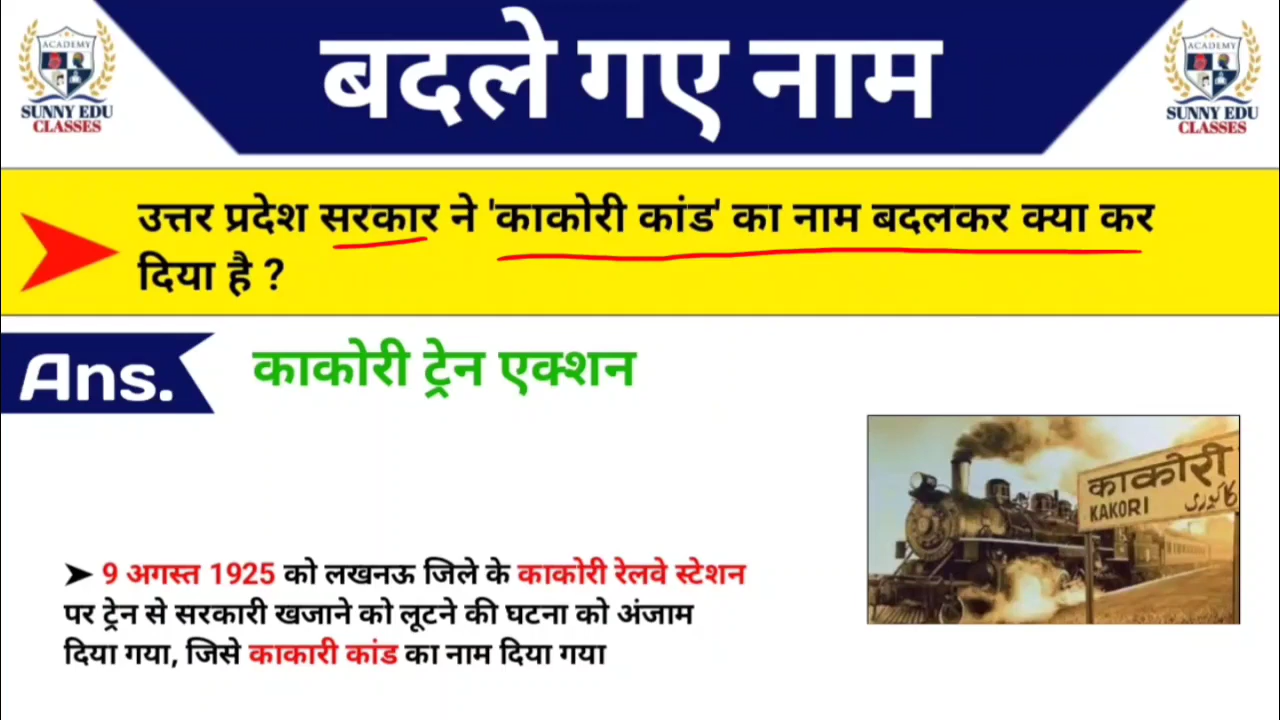 ACADEMY
SUNNY EDU
CLASSES
बदले गए नाम
ACADEMY
SUNNY EDU
CLASSES
उत्तर प्रदेश सरकार ने 'काकोरी कांड' का नाम बदलकर क्या कर
दिया है ?
Ans.
काकोरी ट्रेन एक्शन
काकोरी
KAKORI
کاکوری
➤ 9 अगस्त 1925 को लखनऊ जिले के काकोरी रेलवे स्टेशन
पर ट्रेन से सरकारी खजाने को लूटने की घटना को अंजाम
दिया गया, जिसे काकारी कांड का नाम दिया गया